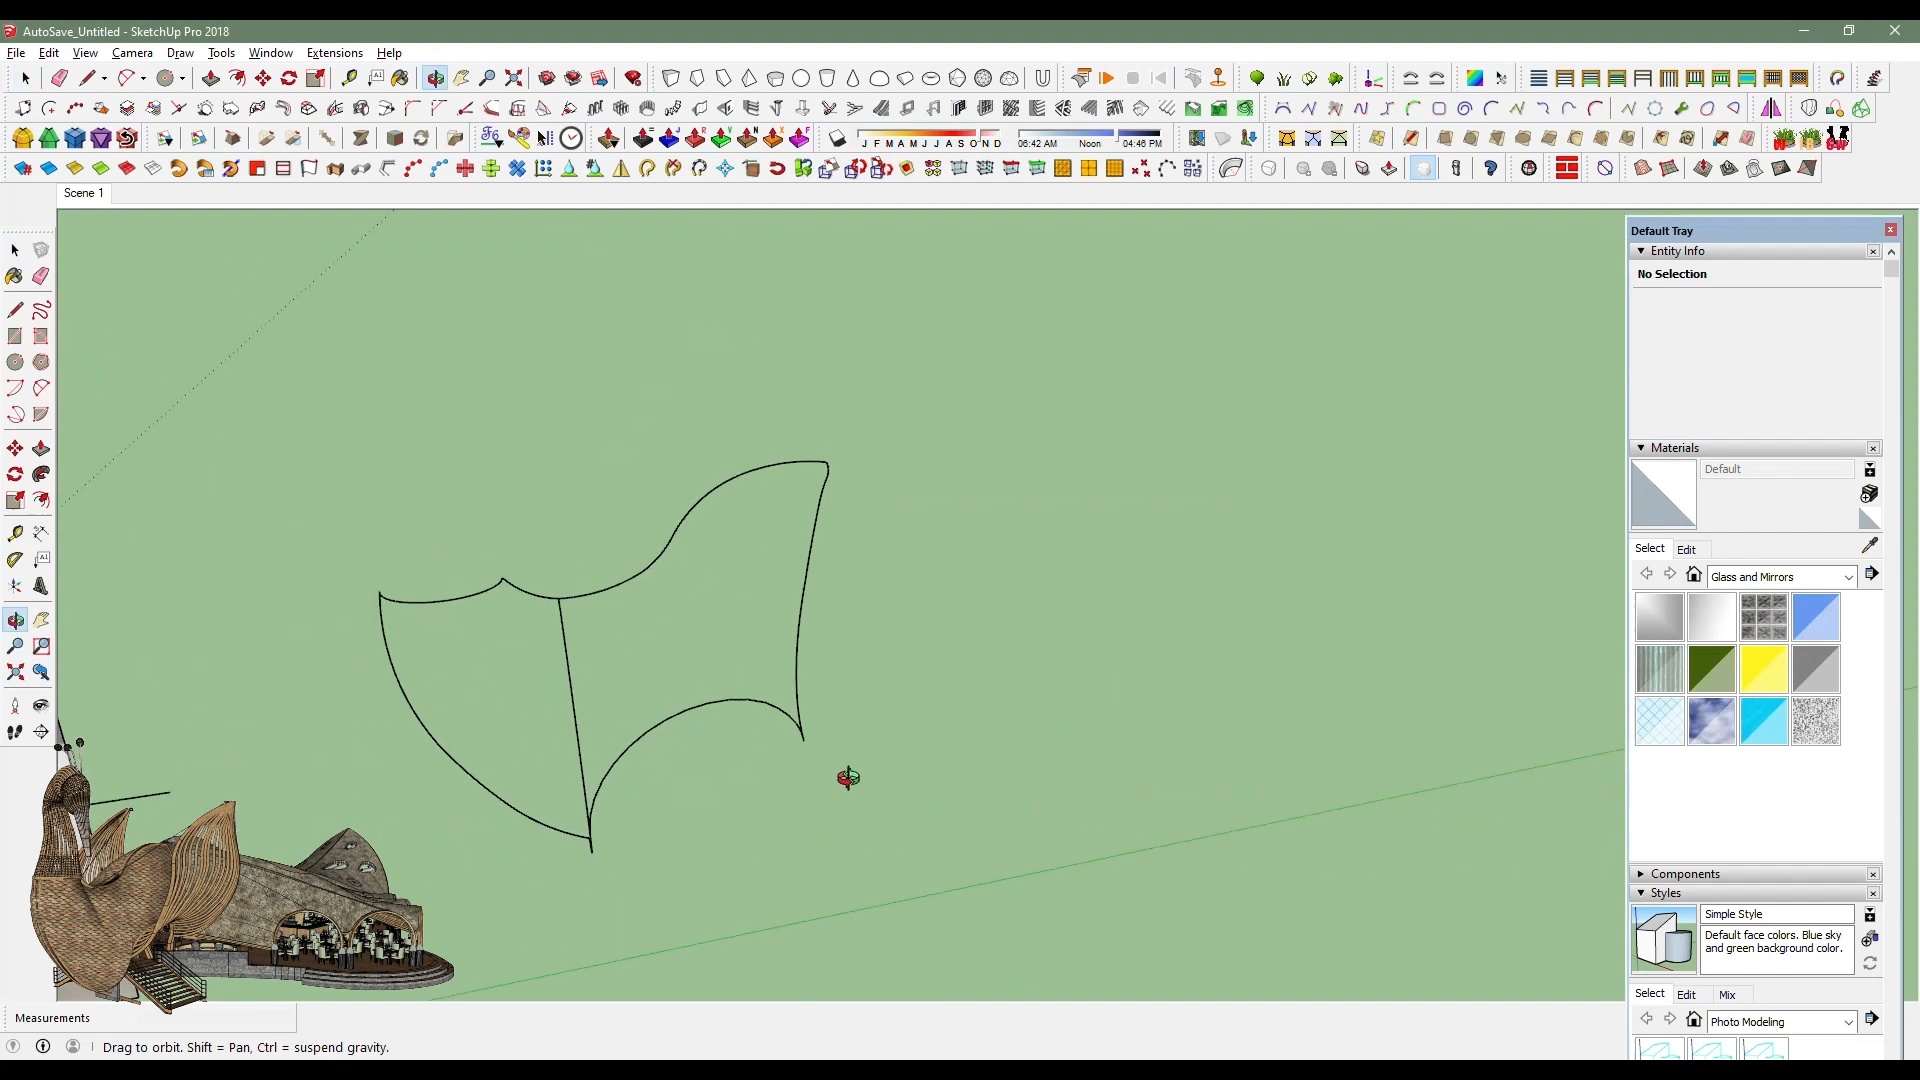 AutoSave_Untitled - SketchUp Pro 2018
File Edit View Camera Draw Tools Window Extensions Help
J F M A M J J A S O N D
06:42 AM Noon 04:46 PM
Scene 1
Default Tray
Entity Info
No Selection
Materials
Default
Select Edit
Glass and Mirrors
Components
Styles
Simple Style
Default face colors. Blue sky
and green background color.
Select Edit Mix
Photo Modeling
Measurements
Drag to orbit. Shift = Pan, Ctrl = suspend gravity.